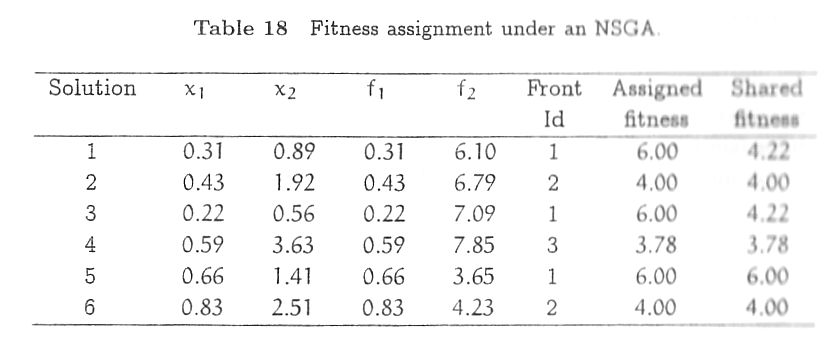 Table 18 Fitness assignment under an NSGA.
Solution x₁ x₂ f₁ f₂ Front Assigned Shared
Id fitness fitness
1 0.31 0.89 0.31 6.10 1 6.00 4.22
2 0.43 1.92 0.43 6.79 2 4.00 4.00
3 0.22 0.56 0.22 7.09 1 6.00 4.22
4 0.59 3.63 0.59 7.85 3 3.78 3.78
5 0.66 1.41 0.66 3.65 1 6.00 6.00
6 0.83 2.51 0.83 4.23 2 4.00 4.00